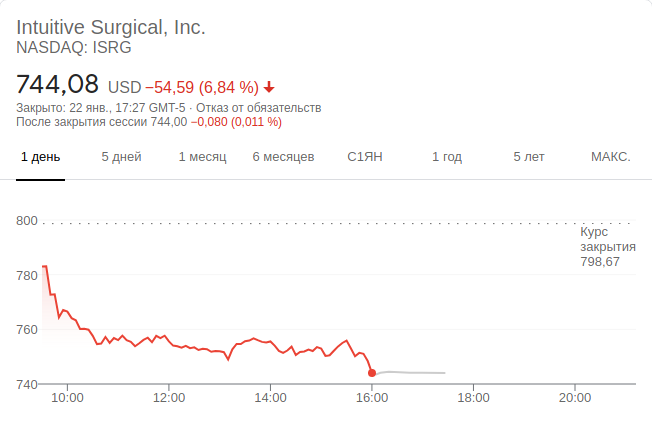 Intuitive Surgical, Inc.
NASDAQ: ISRG
744,08 USD −54,59 (6,84 %)
Закрыто: 22 янв., 17:27 GMT-5 · Отказ от обязательств
После закрытия сессии 744,00 −0,080 (0,011 %)
1 день 5 дней 1 месяц 6 месяцев С1ЯН 1 год 5 лет МАКС.
800
Курс
закрытия
798,67
780
760
740
10:00 12:00 14:00 16:00 18:00 20:00